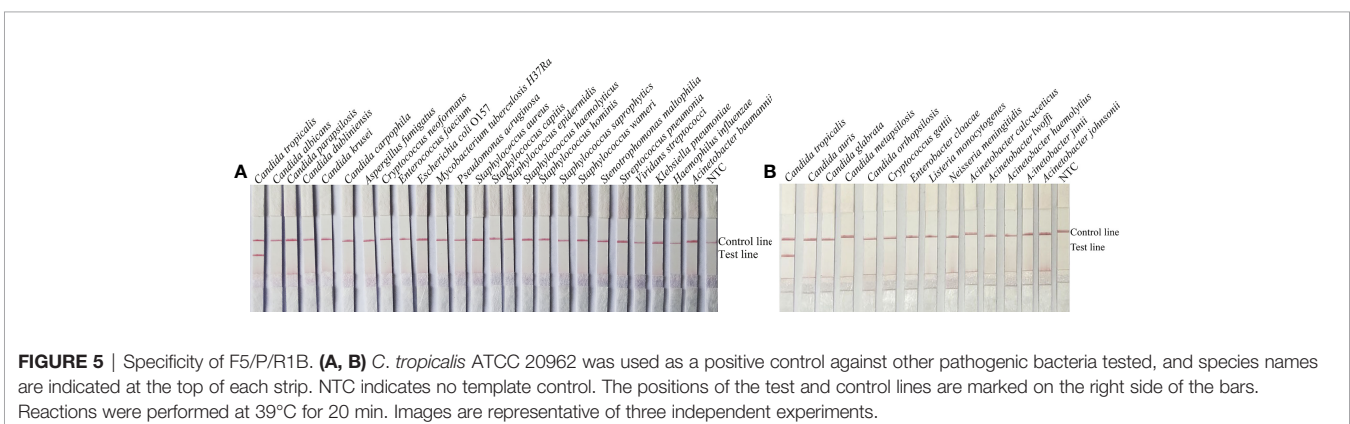 A
Candida tropicalis
Candida albicans
Candida parapsilosis
Candida dubliniensis
Candida krusei
Candida carpophila
Aspergillus fumigatus
Cryptococcus neoformans
Enterococcus faecium
Escherichia coli O157
Mycobacterium tuberculosis H37Ra
Pseudomonas aeruginosa
Staphylococcus aureus
Staphylococcus capitis
Staphylococcus epidermidis
Staphylococcus haemolyticus
Staphylococcus hominis
Staphylococcus saprophytics
Staphylococcus warneri
Stenotrophomonas maltophilia
Streptococcus pneumonia
Viridans streptococci
Klebsiella pneumoniae
Haemophilus influenzae
Acinetobacter baumannii
NTC
Control line
Test line
B
Candida tropicalis
Candida auris
Candida glabrata
Candida metapsilosis
Candida orthopsilosis
Cryptococcus gattii
Enterobacter cloacae
Listeria monocytogenes
Neisseria meningitidis
Acinetobacter calcoaceticus
Acinetobacter lwoffi
Acinetobacter haemolytius
Acinetobacter junii
Acinetobacter johnsonii
NTC
Control line
Test line
FIGURE 5 | Specificity of F5/P/R1B. (A, B) C. tropicalis ATCC 20962 was used as a positive control against other pathogenic bacteria tested, and species names
are indicated at the top of each strip. NTC indicates no template control. The positions of the test and control lines are marked on the right side of the bars.
Reactions were performed at 39°C for 20 min. Images are representative of three independent experiments.